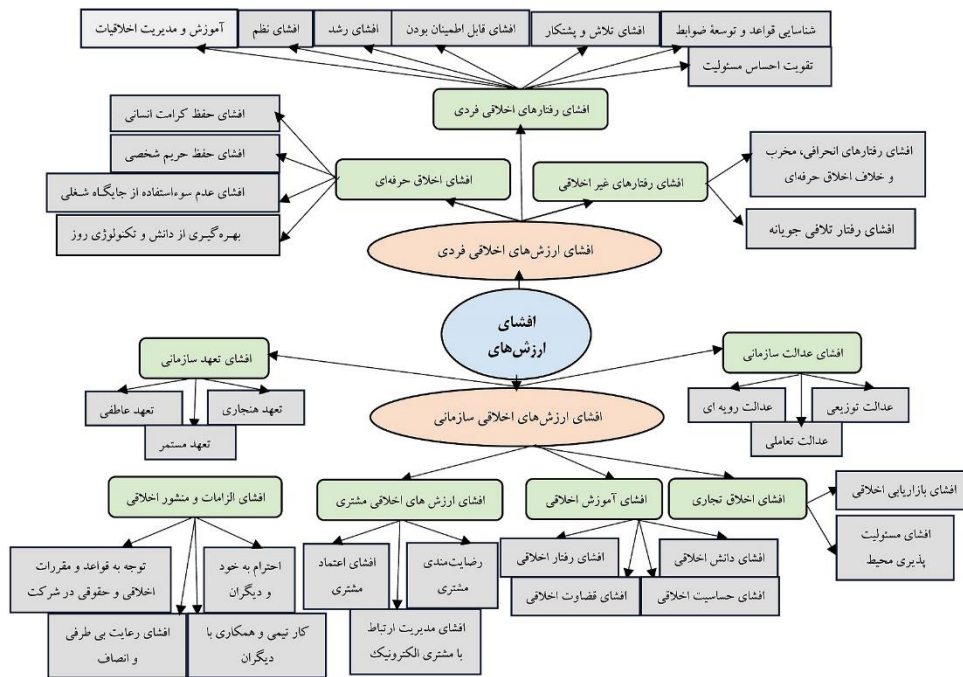 شناسایی قواعد و توسعهٔ ضوابط
افشای تلاش و پشتکار
افشای قابل اطمینان بودن
افشای رشد
افشای نظم
آموزش و مدیریت اخلاقیات
تقویت احساس مسئولیت
افشای رفتارهای اخلاقی فردی
افشای حفظ کرامت انسانی
افشای حفظ حریم شخصی
افشای عدم سوءاستفاده از جایگاه شغلی
بهره‌گیری از دانش و تکنولوژی روز
افشای اخلاق حرفه‌ای
افشای رفتارهای غیر اخلاقی
افشای رفتارهای انحرافی، مخرب
و خلاف اخلاق حرفه‌ای
افشای رفتار تلافی جویانه
افشای ارزش‌های اخلاقی فردی
افشای
ارزش‌های
افشای عدالت سازمانی
عدالت توزیعی
عدالت رویه ای
عدالت تعاملی
افشای تعهد سازمانی
تعهد هنجاری
تعهد عاطفی
تعهد مستمر
افشای ارزش‌های اخلاقی سازمانی
افشای اخلاق تجاری
افشای بازاریابی اخلاقی
افشای مسئولیت
پذیری محیط
افشای آموزش اخلاقی
افشای دانش اخلاقی
افشای رفتار اخلاقی
افشای حساسیت اخلاقی
افشای قضاوت اخلاقی
افشای ارزش های اخلاقی مشتری
رضایت‌مندی
مشتری
افشای اعتماد
مشتری
افشای مدیریت ارتباط
با مشتری الکترونیک
افشای الزامات و منشور اخلاقی
احترام به خود
و دیگران
توجه به قواعد و مقررات
اخلاقی و حقوقی در شرکت
کار تیمی و همکاری با
دیگران
افشای رعایت بی طرفی
و انصاف